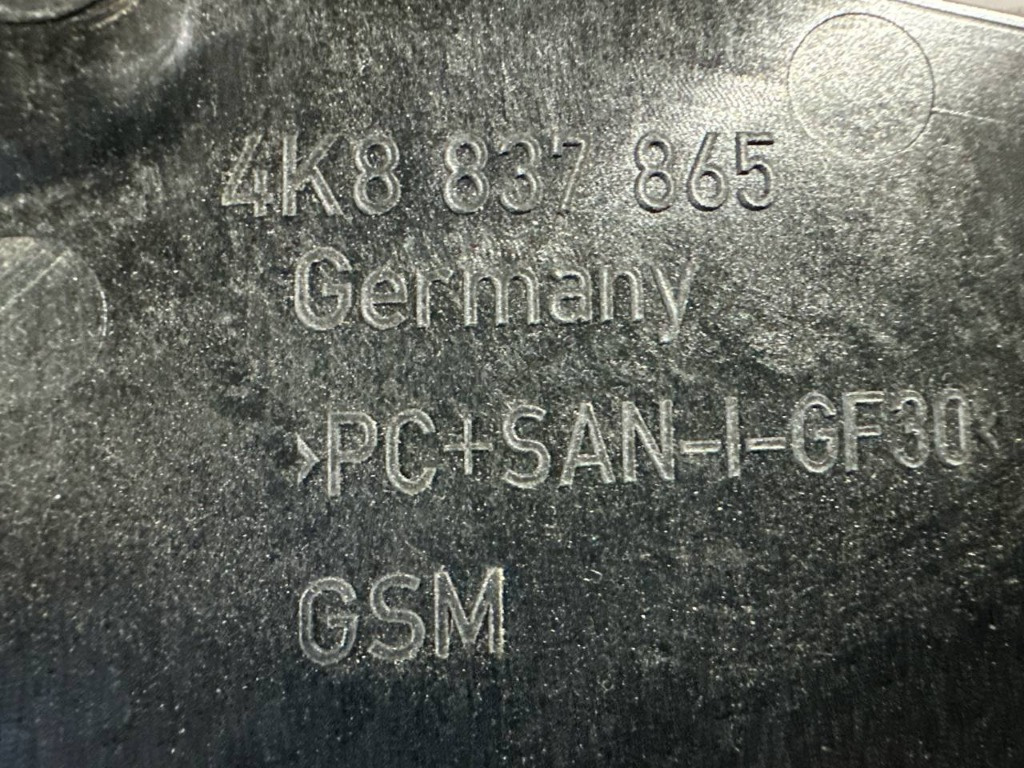 4K8 837 865
Germany
>PC+SAN-I-GF30<
GSM